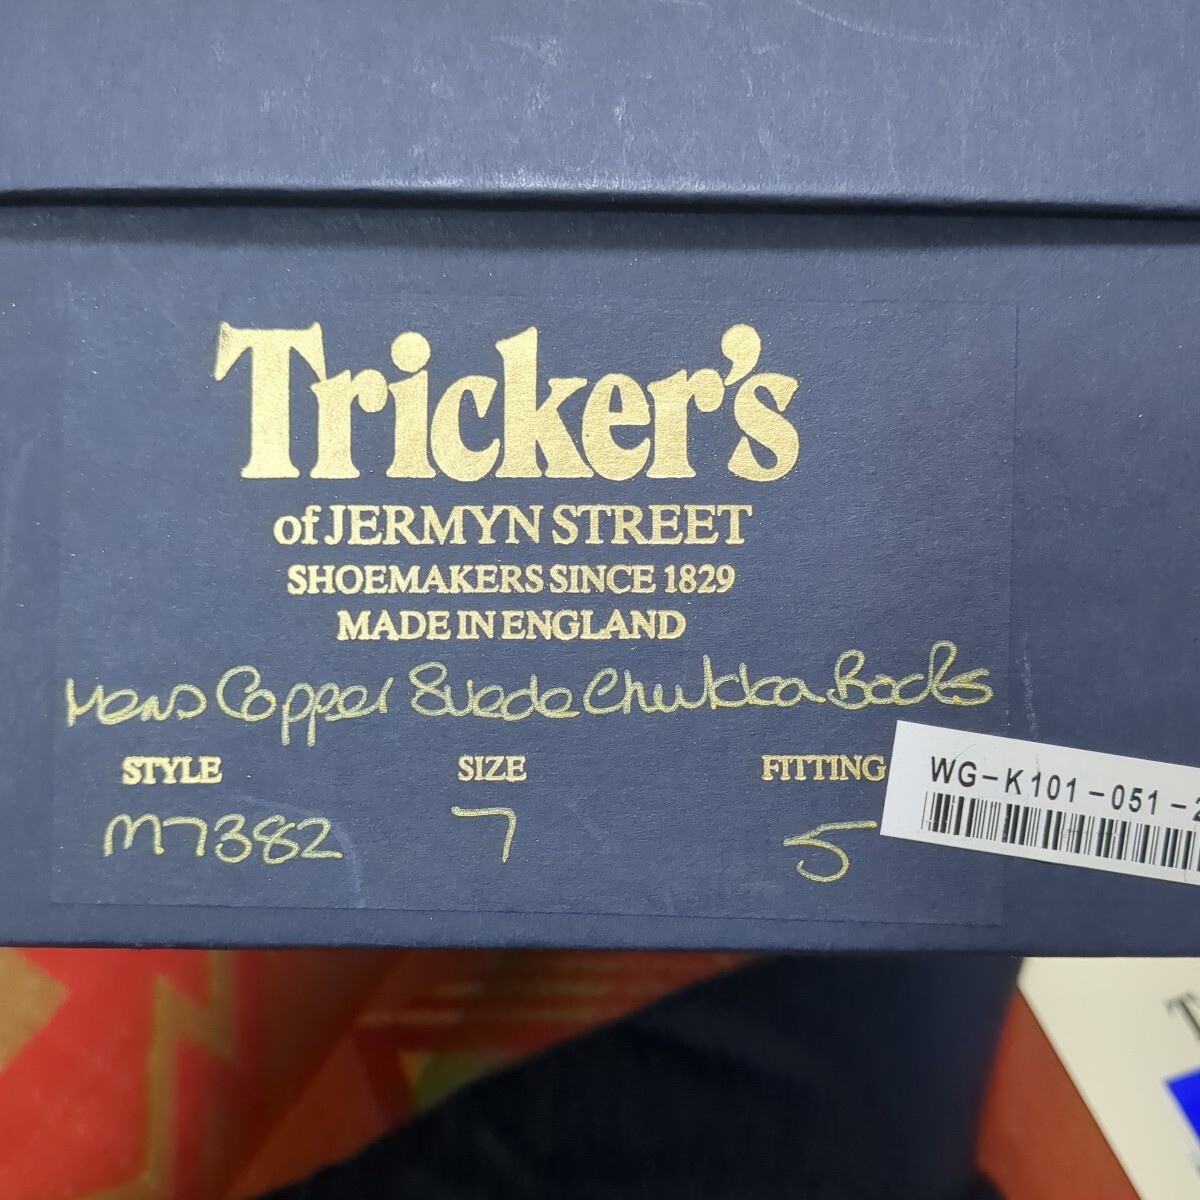 Tricker's
of JERMYN STREET
SHOEMAKERS SINCE 1829
MADE IN ENGLAND
Mens Copper Suede Chukka Boots
STYLE SIZE FITTING
M7382 7 5
WG-K101-051-2